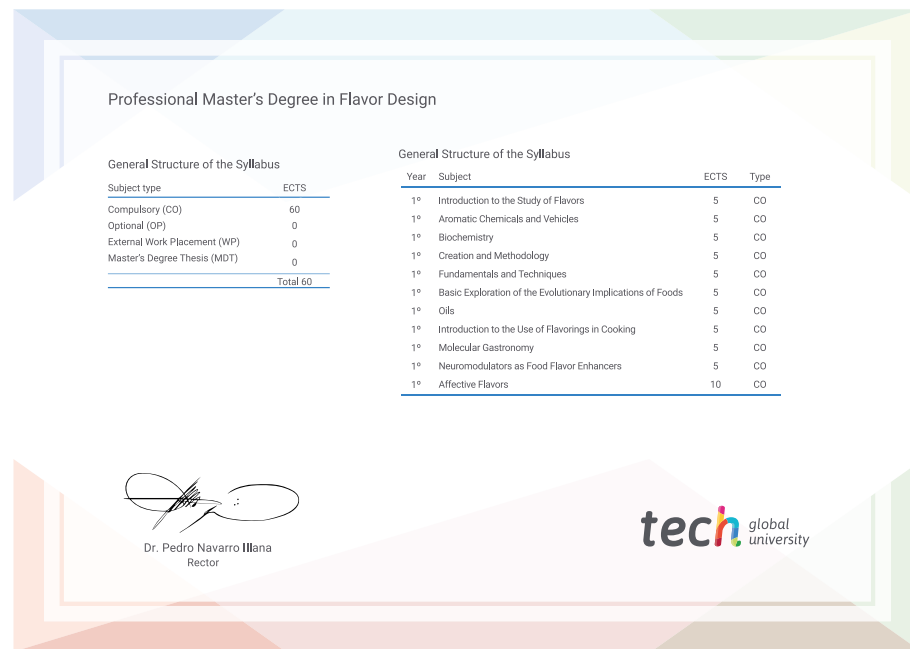 Professional Master's Degree in Flavor Design
General Structure of the Syllabus
Subject type ECTS
Compulsory (CO) 60
Optional (OP) 0
External Work Placement (WP) 0
Master's Degree Thesis (MDT) 0
Total 60
General Structure of the Syllabus
Year Subject ECTS Type
1º Introduction to the Study of Flavors 5 CO
1º Aromatic Chemicals and Vehicles 5 CO
1º Biochemistry 5 CO
1º Creation and Methodology 5 CO
1º Fundamentals and Techniques 5 CO
1º Basic Exploration of the Evolutionary Implications of Foods 5 CO
1º Oils 5 CO
1º Introduction to the Use of Flavorings in Cooking 5 CO
1º Molecular Gastronomy 5 CO
1º Neuromodulators as Food Flavor Enhancers 5 CO
1º Affective Flavors 10 CO
Dr. Pedro Navarro Illana
Rector
tech global
university